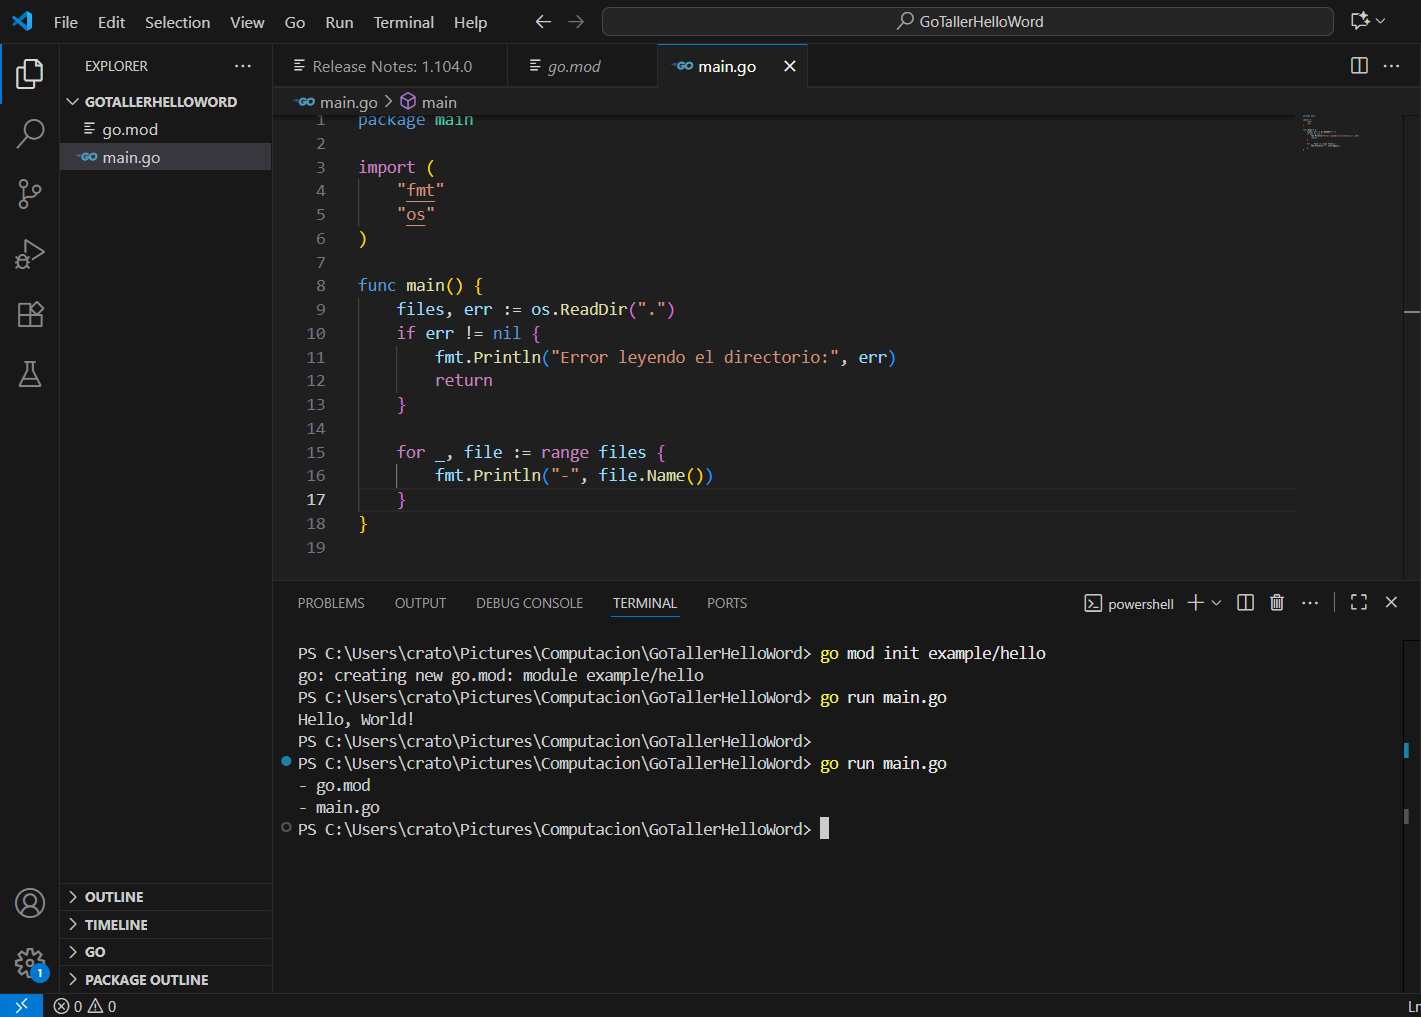 File Edit Selection View Go Run Terminal Help
GoTallerHelloWord
EXPLORER
Release Notes: 1.104.0
go.mod
main.go
GOTALLERHELLOWORD
go.mod
main.go
main.go > main
1 package main
2
3 import (
4 "fmt"
5 "os"
6 )
7
8 func main() {
9 files, err := os.ReadDir(".")
10 if err != nil {
11 fmt.Println("Error leyendo el directorio:", err)
12 return
13 }
14
15 for _, file := range files {
16 fmt.Println("-", file.Name())
17 }
18 }
19
PROBLEMS OUTPUT DEBUG CONSOLE TERMINAL PORTS
powershell
PS C:\Users\crato\Pictures\Computacion\GoTallerHelloWord> go mod init example/hello
go: creating new go.mod: module example/hello
PS C:\Users\crato\Pictures\Computacion\GoTallerHelloWord> go run main.go
Hello, World!
PS C:\Users\crato\Pictures\Computacion\GoTallerHelloWord>
PS C:\Users\crato\Pictures\Computacion\GoTallerHelloWord> go run main.go
- go.mod
- main.go
PS C:\Users\crato\Pictures\Computacion\GoTallerHelloWord>
OUTLINE
TIMELINE
GO
PACKAGE OUTLINE
1
0 0
Ln